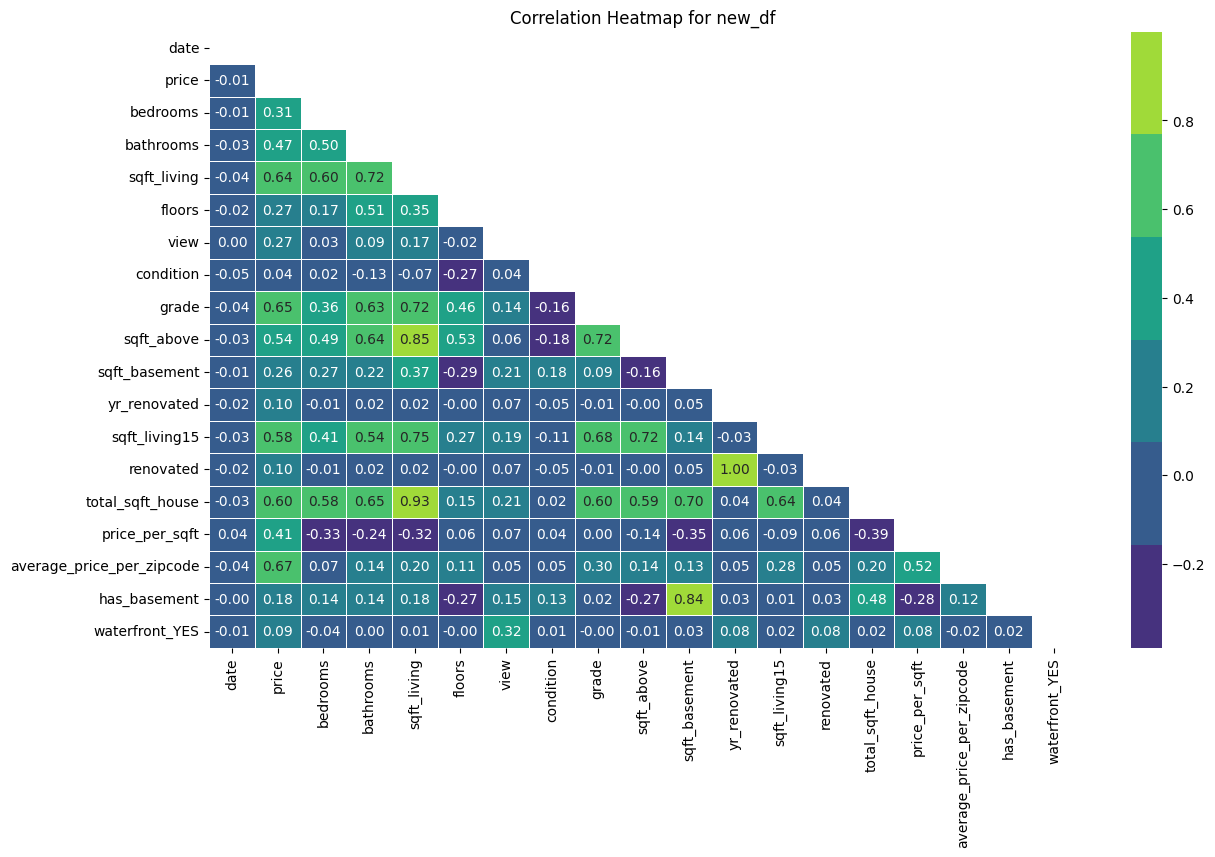 Correlation Heatmap for new_df
date
price -0.01
bedrooms -0.01 0.31
bathrooms -0.03 0.47 0.50
sqft_living -0.04 0.64 0.60 0.72
floors -0.02 0.27 0.17 0.51 0.35
view 0.00 0.27 0.03 0.09 0.17 -0.02
condition -0.05 0.04 0.02 -0.13 -0.07 -0.27 0.04
grade -0.04 0.65 0.36 0.63 0.72 0.46 0.14 -0.16
sqft_above -0.03 0.54 0.49 0.64 0.85 0.53 0.06 -0.18 0.72
sqft_basement -0.01 0.26 0.27 0.22 0.37 -0.29 0.21 0.18 0.09 -0.16
yr_renovated -0.02 0.10 -0.01 0.02 0.02 -0.00 0.07 -0.05 -0.01 -0.00 0.05
sqft_living15 -0.03 0.58 0.41 0.54 0.75 0.27 0.19 -0.11 0.68 0.72 0.14 -0.03
renovated -0.02 0.10 -0.01 0.02 0.02 -0.00 0.07 -0.05 -0.01 -0.00 0.05 1.00 -0.03
total_sqft_house -0.03 0.60 0.58 0.65 0.93 0.15 0.21 0.02 0.60 0.59 0.70 0.04 0.64 0.04
price_per_sqft 0.04 0.41 -0.33 -0.24 -0.32 0.06 0.07 0.04 0.00 -0.14 -0.35 0.06 -0.09 0.06 -0.39
average_price_per_zipcode -0.04 0.67 0.07 0.14 0.20 0.11 0.05 0.05 0.30 0.14 0.13 0.05 0.28 0.05 0.20 0.52
has_basement -0.00 0.18 0.14 0.14 0.18 -0.27 0.15 0.13 0.02 -0.27 0.84 0.03 0.01 0.03 0.48 -0.28 0.12
waterfront_YES -0.01 0.09 -0.04 0.00 0.01 -0.00 0.32 0.01 -0.00 -0.01 0.03 0.08 0.02 0.08 0.02 0.08 -0.02 0.02
date
price
bedrooms
bathrooms
sqft_living
floors
view
condition
grade
sqft_above
sqft_basement
yr_renovated
sqft_living15
renovated
total_sqft_house
price_per_sqft
average_price_per_zipcode
has_basement
waterfront_YES
0.8
0.6
0.4
0.2
0.0
−0.2